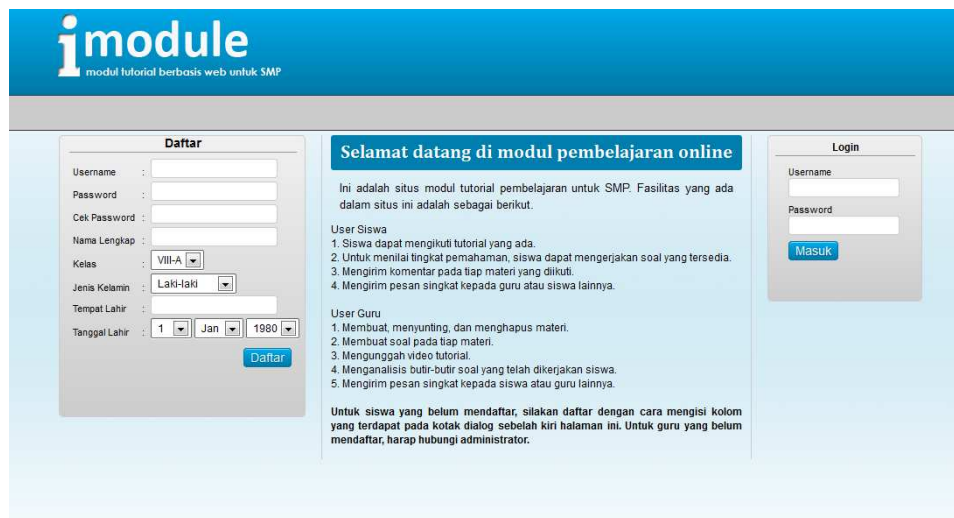 imodule
modul tutorial berbasis web untuk SMP
Daftar
Username :
Password :
Cek Password :
Nama Lengkap :
Kelas : VIII-A
Jenis Kelamin : Laki-laki
Tempat Lahir :
Tanggal Lahir : 1 Jan 1980
Daftar
Selamat datang di modul pembelajaran online
Ini adalah situs modul tutorial pembelajaran untuk SMP. Fasilitas yang ada
dalam situs ini adalah sebagai berikut.
User Siswa
1. Siswa dapat mengikuti tutorial yang ada.
2. Untuk menilai tingkat pemahaman, siswa dapat mengerjakan soal yang tersedia.
3. Mengirim komentar pada tiap materi yang diikuti.
4. Mengirim pesan singkat kepada guru atau siswa lainnya.
User Guru
1. Membuat, menyunting, dan menghapus materi.
2. Membuat soal pada tiap materi.
3. Mengunggah video tutorial.
4. Menganalisis butir-butir soal yang telah dikerjakan siswa.
5. Mengirim pesan singkat kepada siswa atau guru lainnya.
Untuk siswa yang belum mendaftar, silakan daftar dengan cara mengisi kolom
yang terdapat pada kotak dialog sebelah kiri halaman ini. Untuk guru yang belum
mendaftar, harap hubungi administrator.
Login
Username
Password
Masuk